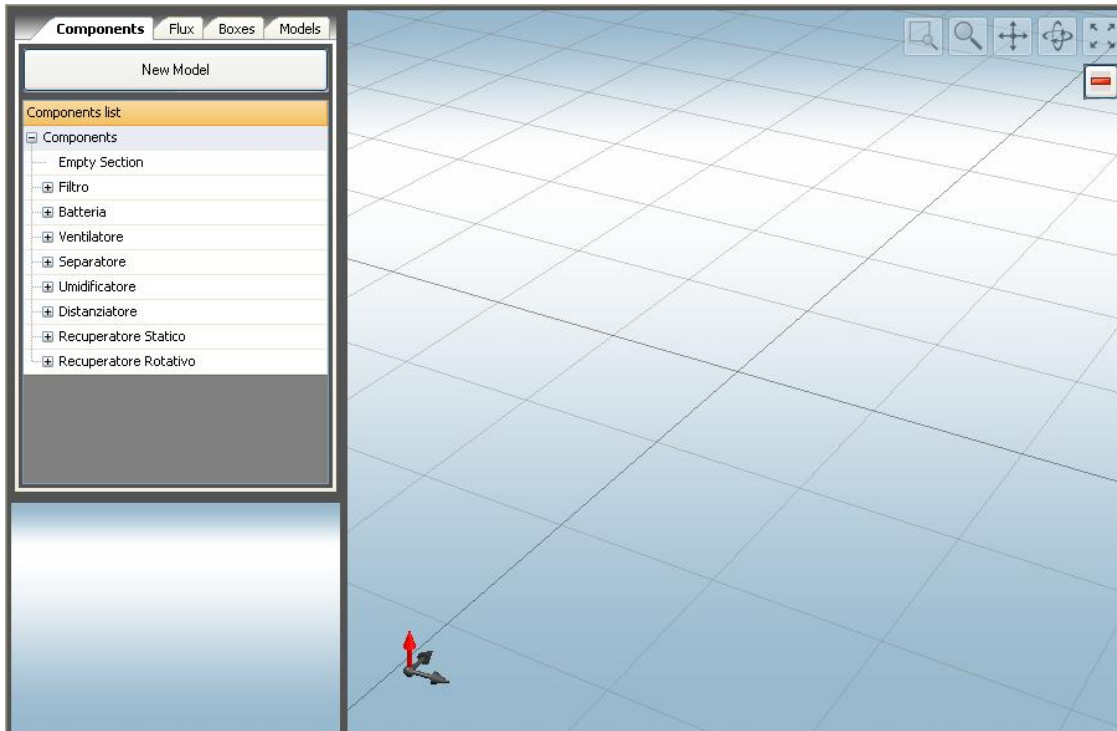 Components Flux Boxes Models
New Model
Components list
Components
Empty Section
Filtro
Batteria
Ventilatore
Separatore
Umidificatore
Distanziatore
Recuperatore Statico
Recuperatore Rotativo